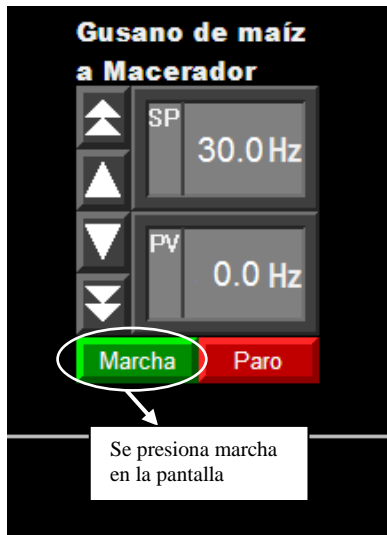 Gusano de maíz
a Macerador
SP
30.0 Hz
PV
0.0 Hz
Marcha
Paro
Se presiona marcha
en la pantalla